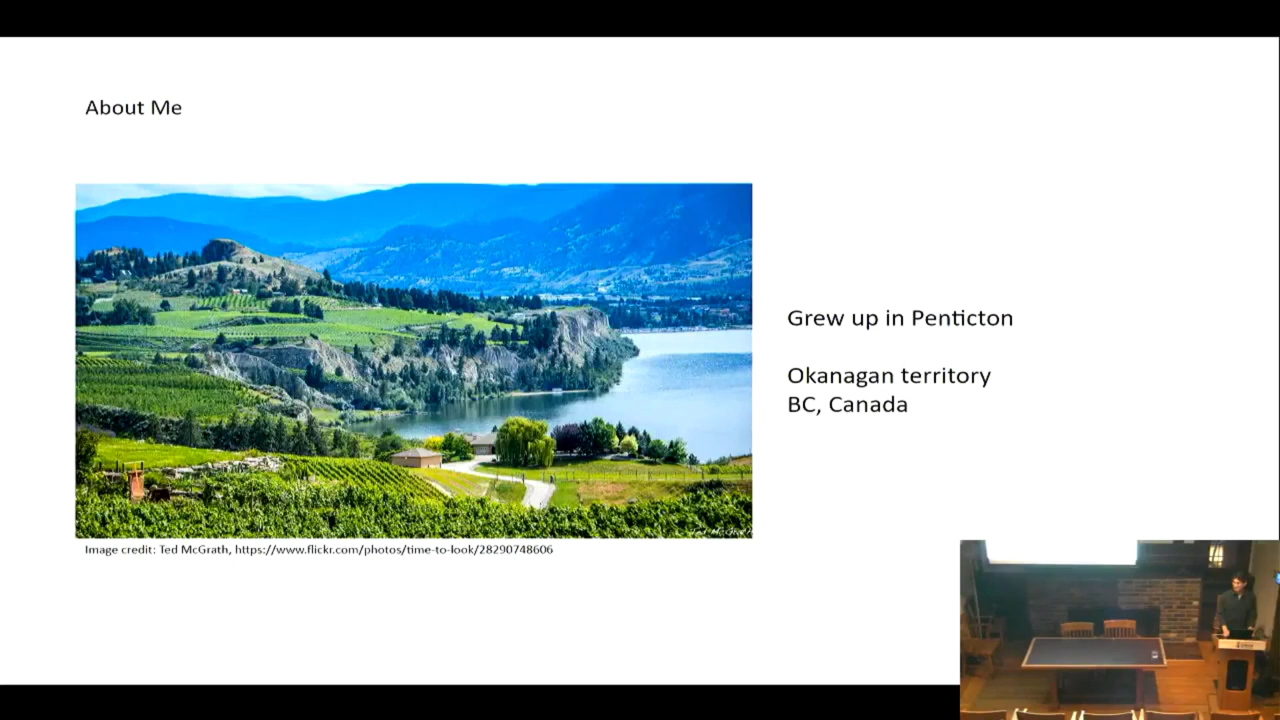 About Me
Grew up in Penticton
Okanagan territory
BC, Canada
Image credit: Ted McGrath, https://www.flickr.com/photos/time-to-look/28290748606